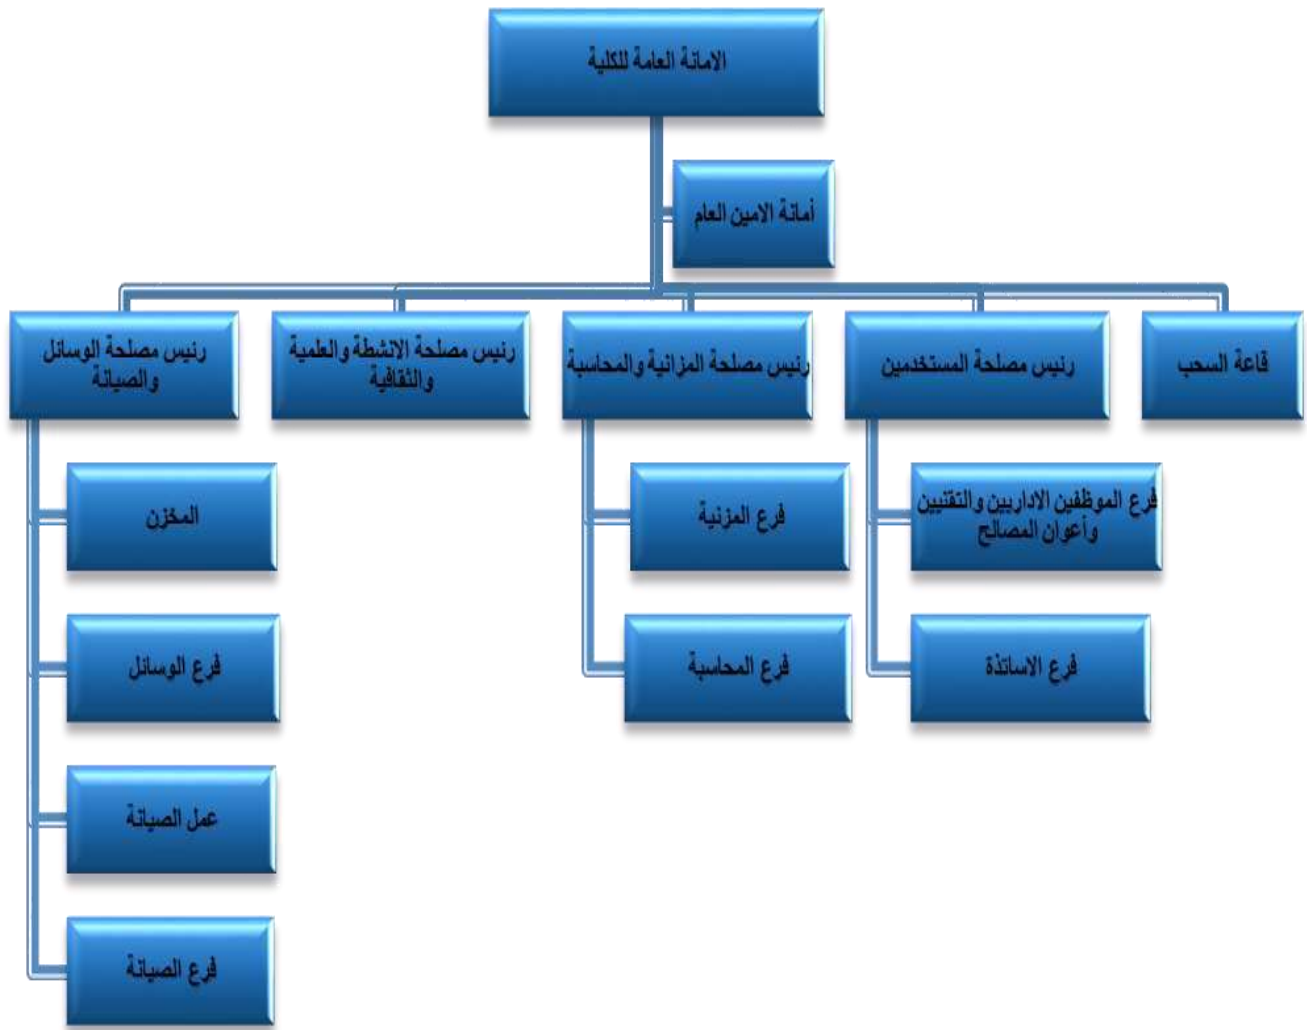 الامانة العامة للكلية
أمانة الامين العام
قاعة السحب
رئيس مصلحة المستخدمين
رئيس مصلحة المزانية والمحاسبة
رئيس مصلحة الانشطة والعلمية
والثقافية
رئيس مصلحة الوسائل
والصيانة
فرع الموظفين الاداريين والتقنيين
وأعوان المصالح
فرع المزنية
المخزن
فرع الاساتذة
فرع المحاسبة
فرع الوسائل
عمل الصيانة
فرع الصيانة